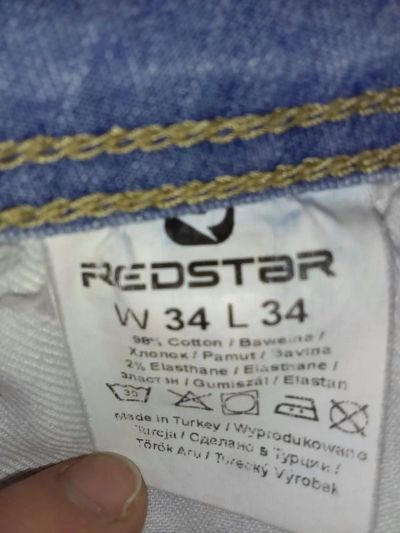 REDSTAR
W 34 L 34
98% Cotton / Bawełna /
Хлопок / Pamut / Bavlna
2% Elasthane / Elasthane /
эластан / Gumiszál / Elastan
30
Made in Turkey / Wyprodukowano
Turcja / Сделано в Турции /
Török Áru / Turecký Výrobek